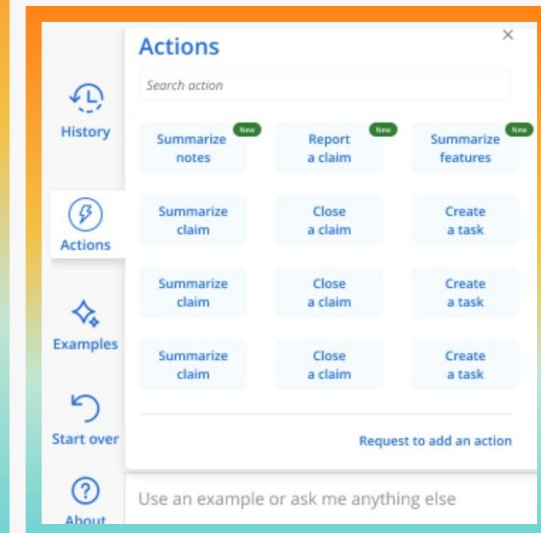 Actions
Search action
History
Summarize notes New
Report a claim New
Summarize features New
Summarize claim
Close a claim
Create a task
Actions
Summarize claim
Close a claim
Create a task
Examples
Summarize claim
Close a claim
Create a task
Start over
Request to add an action
Use an example or ask me anything else
About